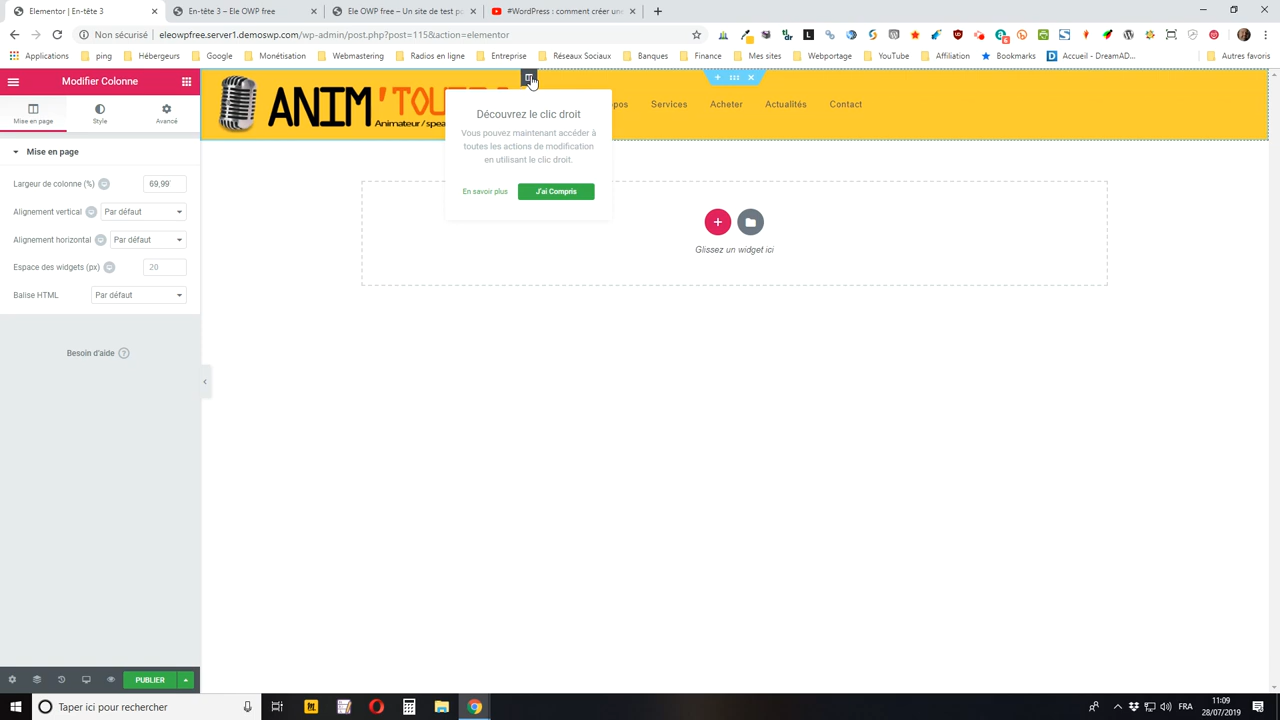 Elementor | En-tête 3
En-tête 3 – Ele OWP free
Ele OWP free – Un site de test po
#WordPress : comment créer une
Non sécurisé | eleowpfree.server1.demoswp.com/wp-admin/post.php?post=115&action=elementor
Applications ping Hébergeurs Google Monétisation Webmastering Radios en ligne Entreprise Réseaux Sociaux Banques Finance Mes sites Webportage YouTube Affiliation Bookmarks Accueil - DreamAD... Autres favoris
Modifier Colonne
Mise en page Style Avancé
Mise en page
Largeur de colonne (%) 69,99
Alignement vertical Par défaut
Alignement horizontal Par défaut
Espace des widgets (px) 20
Balise HTML Par défaut
Besoin d'aide ?
PUBLIER
ANIM'TOU
Animateur / spea
pos Services Acheter Actualités Contact
Découvrez le clic droit
Vous pouvez maintenant accéder à
toutes les actions de modification
en utilisant le clic droit.
En savoir plus J'ai Compris
Glissez un widget ici
Taper ici pour rechercher
FRA
11:09
28/07/2019